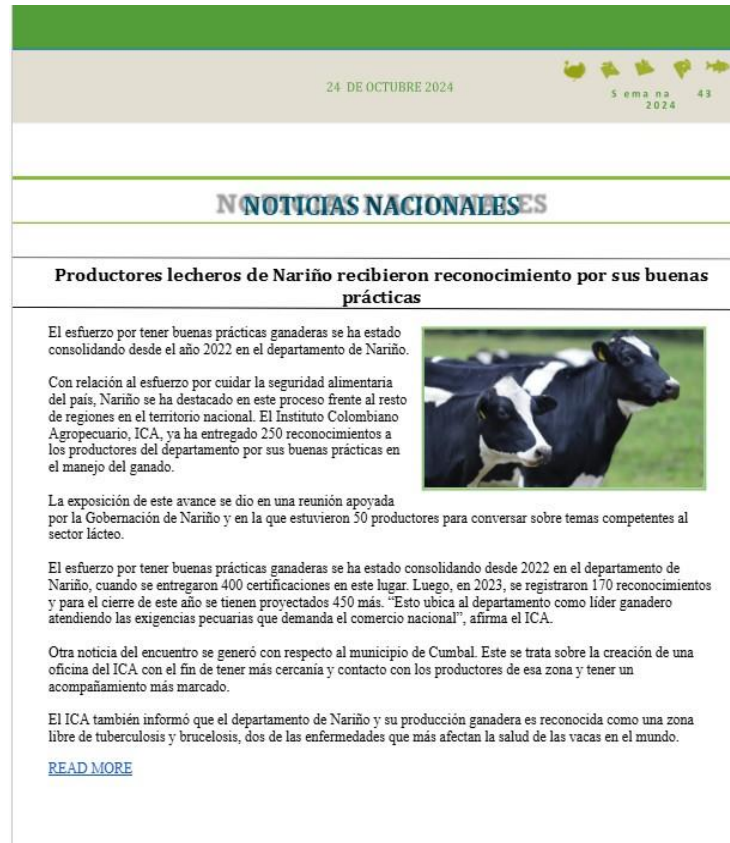 24 DE OCTUBRE 2024
Semana 43
2024
NOTICIAS NACIONALES
Productores lecheros de Nariño recibieron reconocimiento por sus buenas
prácticas
El esfuerzo por tener buenas prácticas ganaderas se ha estado
consolidando desde el año 2022 en el departamento de Nariño.
Con relación al esfuerzo por cuidar la seguridad alimentaria
del país, Nariño se ha destacado en este proceso frente al resto
de regiones en el territorio nacional. El Instituto Colombiano
Agropecuario, ICA, ya ha entregado 250 reconocimientos a
los productores del departamento por sus buenas prácticas en
el manejo del ganado.
La exposición de este avance se dio en una reunión apoyada
por la Gobernación de Nariño y en la que estuvieron 50 productores para conversar sobre temas competentes al
sector lácteo.
El esfuerzo por tener buenas prácticas ganaderas se ha estado consolidando desde 2022 en el departamento de
Nariño, cuando se entregaron 400 certificaciones en este lugar. Luego, en 2023, se registraron 170 reconocimientos
y para el cierre de este año se tienen proyectados 450 más. “Esto ubica al departamento como líder ganadero
atendiendo las exigencias pecuarias que demanda el comercio nacional”, afirma el ICA.
Otra noticia del encuentro se generó con respecto al municipio de Cumbal. Este se trata sobre la creación de una
oficina del ICA con el fin de tener más cercanía y contacto con los productores de esa zona y tener un
acompañamiento más marcado.
El ICA también informó que el departamento de Nariño y su producción ganadera es reconocida como una zona
libre de tuberculosis y brucelosis, dos de las enfermedades que más afectan la salud de las vacas en el mundo.
READ MORE